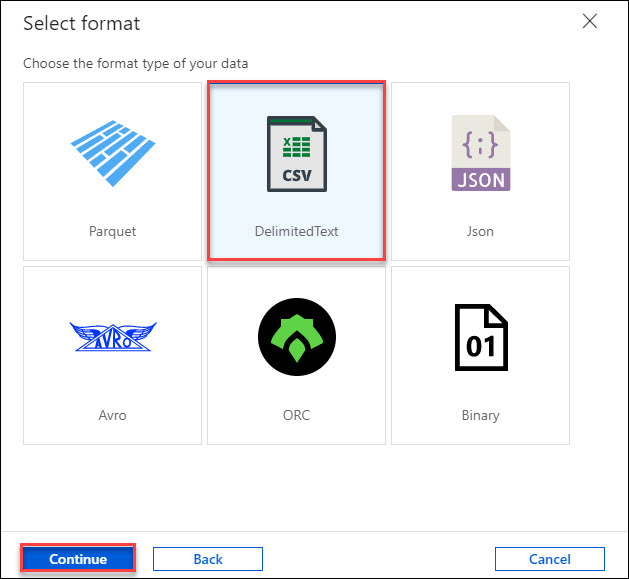 Select format
Choose the format type of your data
X
CSV
{;}
JSON
Parquet
DelimitedText
Json
AVRO
01
Avro
ORC
Binary
Continue
Back
Cancel